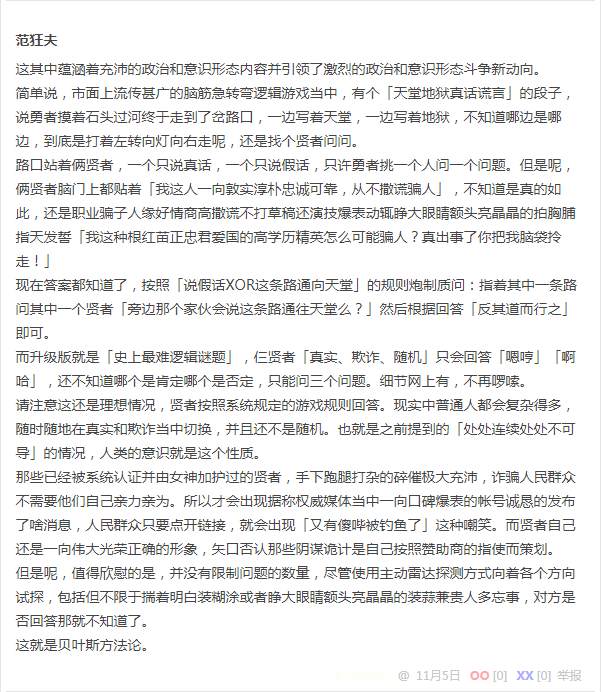 范狂夫
这其中蕴涵着充沛的政治和意识形态内容并引领了激烈的政治和意识形态斗争新动向。
简单说，市面上流传甚广的脑筋急转弯逻辑游戏当中，有个「天堂地狱真话谎言」的段子，
说勇者摸着石头过河终于走到了岔路口，一边写着天堂，一边写着地狱，不知道哪边是哪
边，到底是打着左转向灯向右走呢，还是找个贤者问问。
路口站着俩贤者，一个只说真话，一个只说假话，只许勇者挑一个人问一个问题。但是呢，
俩贤者脑门上都贴着「我这人一向敦实淳朴忠诚可靠，从不撒谎骗人」，不知道是真的如
此，还是职业骗子人缘好情商高撒谎不打草稿还演技爆表动辄睁大眼睛额头亮晶晶的拍胸脯
指天发誓「我这种根红苗正忠君爱国的高学历精英怎么可能骗人？真出事了你把我脑袋拎
走！」
现在答案都知道了，按照「说假话XOR这条路通向天堂」的规则炮制质问：指着其中一条路
问其中一个贤者「旁边那个家伙会说这条路通往天堂么？」然后根据回答「反其道而行之」
即可。
而升级版就是「史上最难逻辑谜题」，仨贤者「真实、欺诈、随机」只会回答「嗯哼」「啊
哈」，还不知道哪个是肯定哪个是否定，只能问三个问题。细节网上有，不再啰嗦。
请注意这还是理想情况，贤者按照系统规定的游戏规则回答。现实中普通人都会复杂得多，
随时随地在真实和欺诈当中切换，并且还不是随机。也就是之前提到的「处处连续处处不可
导」的情况，人类的意识就是这个性质。
那些已经被系统认证并由女神加护过的贤者，手下跑腿打杂的碎催极大充沛，诈骗人民群众
不需要他们自己亲力亲为。所以才会出现据称权威媒体当中一向口碑爆表的帐号诚恳的发布
了啥消息，人民群众只要点开链接，就会出现「又有傻哔被钓鱼了」这种嘲笑。而贤者自己
还是一向伟大光荣正确的形象，矢口否认那些阴谋诡计是自己按照赞助商的指使而策划。
但是呢，值得欣慰的是，并没有限制问题的数量，尽管使用主动雷达探测方式向着各个方向
试探，包括但不限于揣着明白装糊涂或者睁大眼睛额头亮晶晶的装蒜兼贵人多忘事，对方是
否回答那就不知道了。
这就是贝叶斯方法论。
@ 11月5日 OO [0] XX [0] 举报